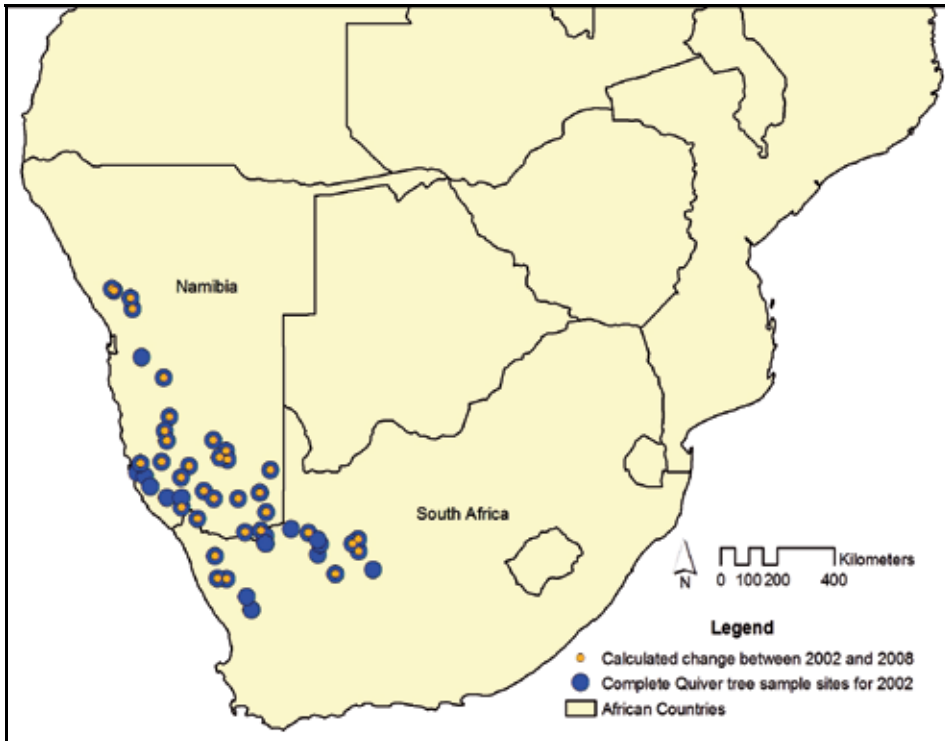 Namibia
South Africa
Kilometers
N
0 100 200 400
Legend
Calculated change between 2002 and 2008
Complete Quiver tree sample sites for 2002
African Countries